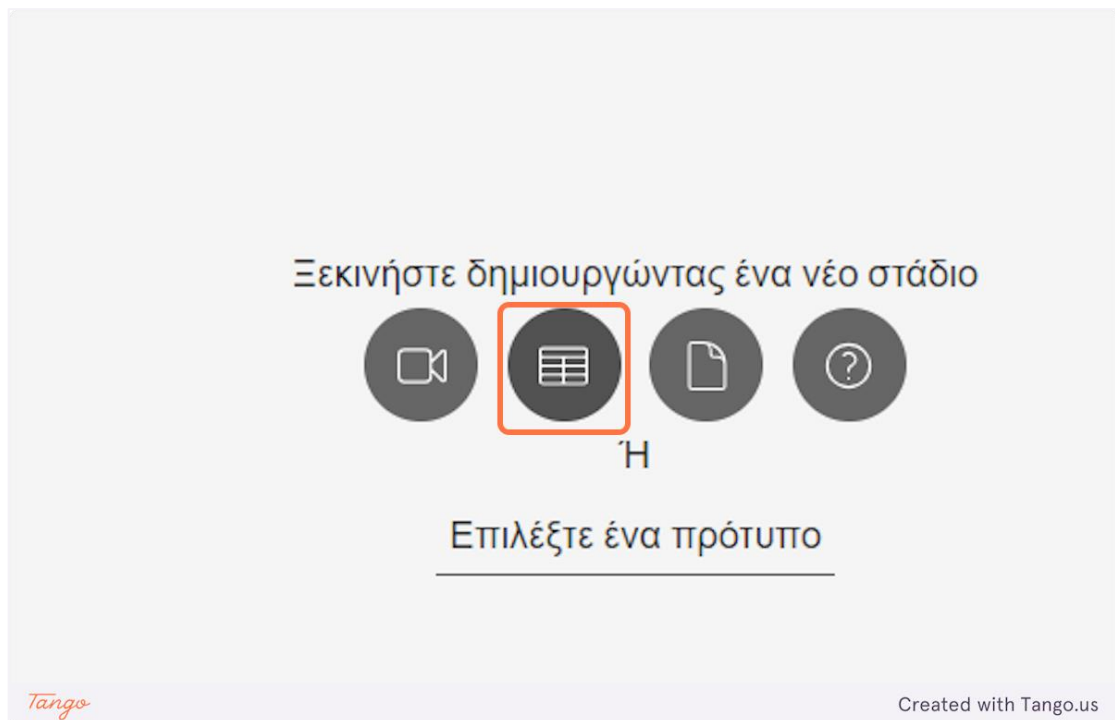 Ξεκινήστε δημιουργώντας ένα νέο στάδιο
?
Ή
Επιλέξτε ένα πρότυπο
Tango
Created with Tango.us